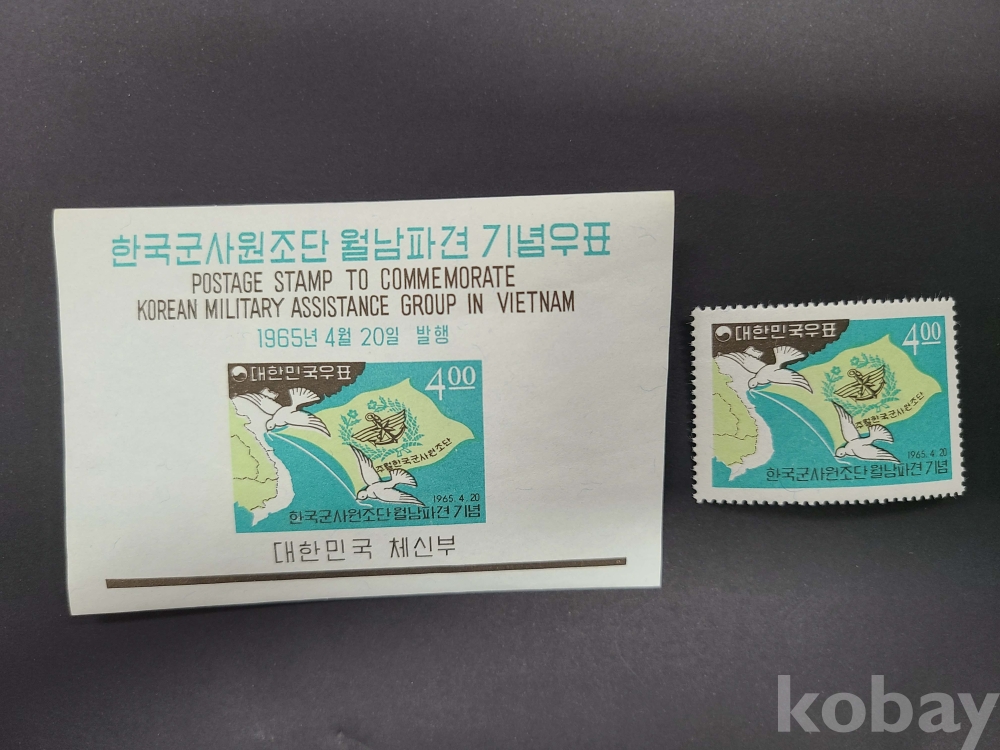 한국군사원조단 월남파견 기념우표
POSTAGE STAMP TO COMMEMORATE
KOREAN MILITARY ASSISTANCE GROUP IN VIETNAM
1965년 4월 20일 발행
대한민국우표
4 00
주월한국군사원조단
1965. 4. 20
한국군사원조단월남파견기념
대한민국 체신부
대한민국우표
4 00
주월한국군사원조단
1965. 4. 20
한국군사원조단월남파견기념
kobay